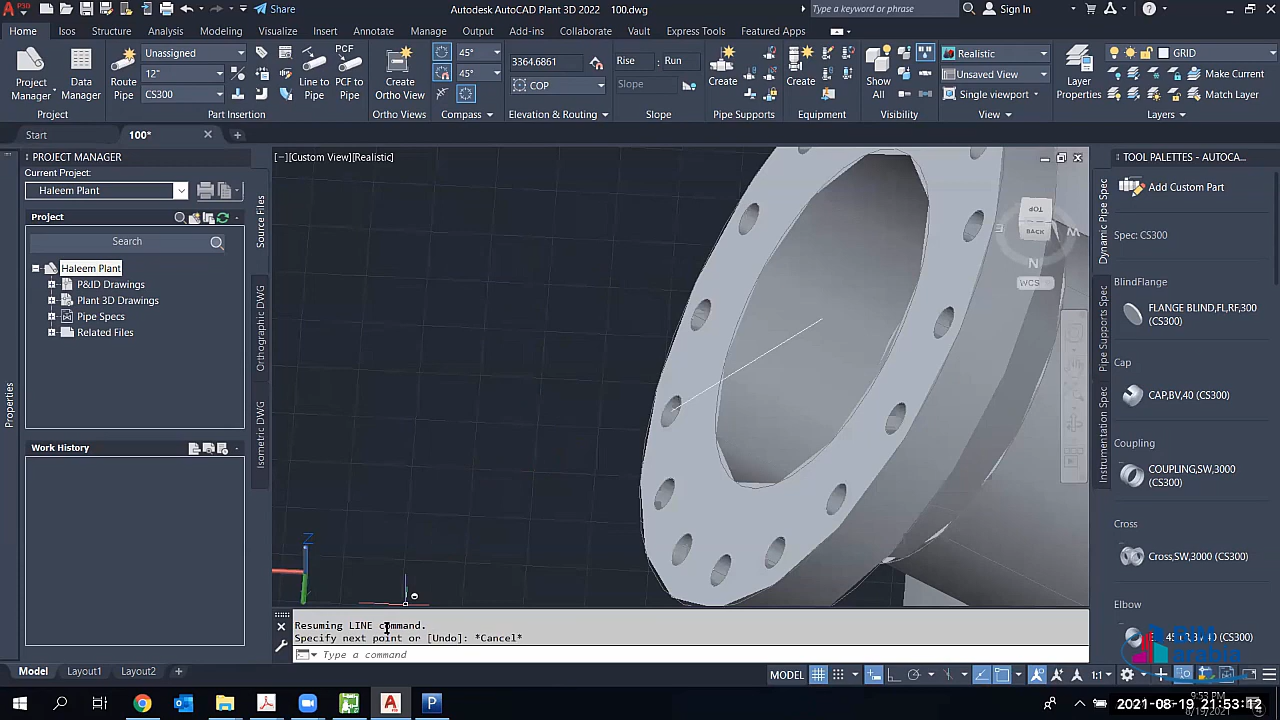 Share
Autodesk AutoCAD Plant 3D 2022 100.dwg
Type a keyword or phrase
Sign In
Home
Isos
Structure
Analysis
Modeling
Visualize
Insert
Annotate
Manage
Output
Add-ins
Collaborate
Vault
Express Tools
Featured Apps
Project
Manager
Data
Manager
Project
Route
Pipe
Unassigned
12"
CS300
Line to
Pipe
PCF to
Pipe
Part Insertion
Create
Ortho View
Ortho Views
45°
45°
Compass
3364.6861
COP
Elevation & Routing
Rise : Run
Slope
Slope
Create
Pipe Supports
Create
Equipment
Show
All
Visibility
Realistic
Unsaved View
Single viewport
View
Layer
Properties
GRID
Make Current
Match Layer
Layers
Start
100*
PROJECT MANAGER
Current Project:
Haleem Plant
Project
Search
Haleem Plant
P&ID Drawings
Plant 3D Drawings
Pipe Specs
Related Files
Work History
Source Files
Orthographic DWG
Isometric DWG
Properties
[−][Custom View][Realistic]
TOP
BACK
E
W
N
WCS
Z
TOOL PALETTES - AUTOCA...
Dynamic Pipe Spec
Pipe Supports Spec
Instrumentation Spec
Add Custom Part
Spec: CS300
BlindFlange
FLANGE BLIND,FL,RF,300
(CS300)
Cap
CAP,BV,40 (CS300)
Coupling
COUPLING,SW,3000
(CS300)
Cross
Cross,SW,3000 (CS300)
Elbow
BIM
arabia
Resuming LINE command.
Specify next point or [Undo]: *Cancel*
Type a command
Model
Layout1
Layout2
MODEL
1:1
9:53 PM
2021-08-19 21:53:12